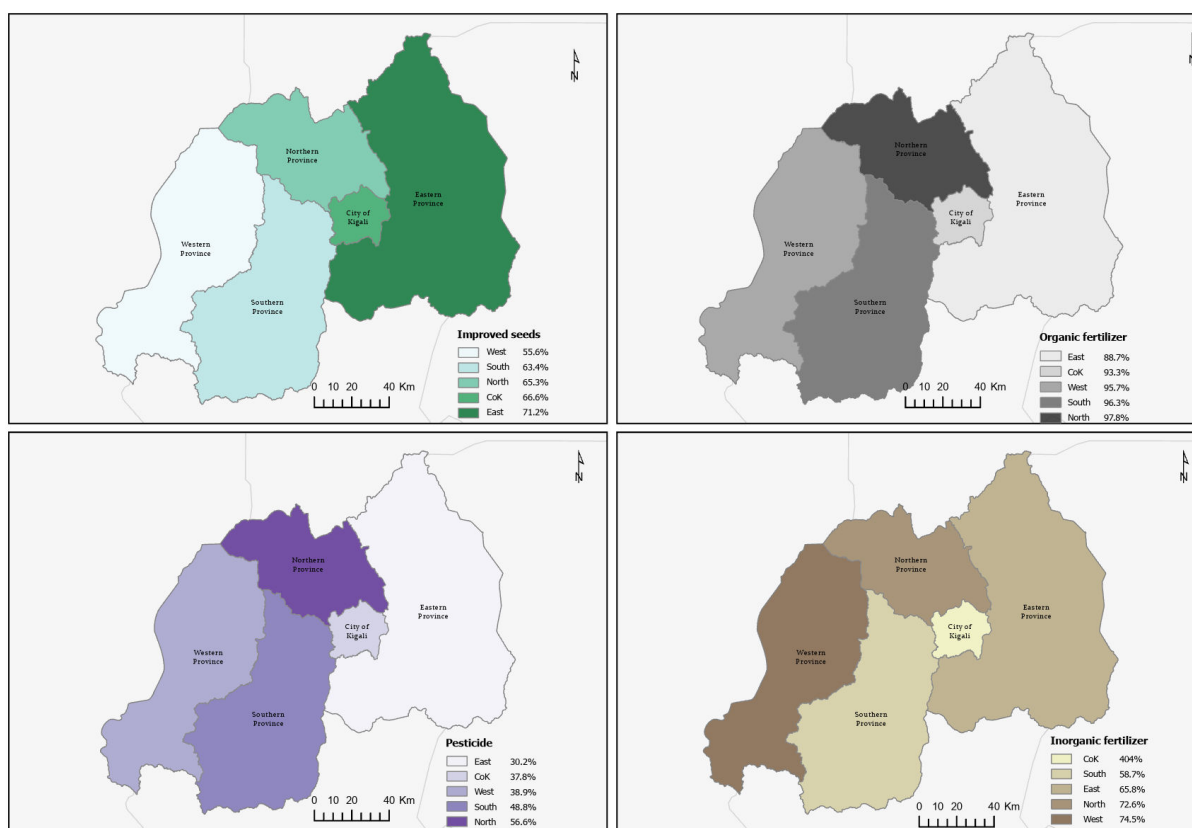 N
Northern
Province
Eastern
Province
City of
Kigali
Western
Province
Southern
Province
Improved seeds
West 55.6%
South 63.4%
North 65.3%
CoK 66.6%
East 71.2%
0 10 20 40 Km
N
Northern
Province
Eastern
Province
City of
Kigali
Western
Province
Southern
Province
Organic fertilizer
East 88.7%
CoK 93.3%
West 95.7%
South 96.3%
North 97.8%
0 10 20 40 Km
N
Northern
Province
Eastern
Province
City of
Kigali
Western
Province
Southern
Province
Pesticide
East 30.2%
CoK 37.8%
West 38.9%
South 48.8%
North 56.6%
0 10 20 40 Km
N
Northern
Province
Eastern
Province
City of
Kigali
Western
Province
Southern
Province
Inorganic fertilizer
CoK 404%
South 58.7%
East 65.8%
North 72.6%
West 74.5%
0 10 20 40 Km